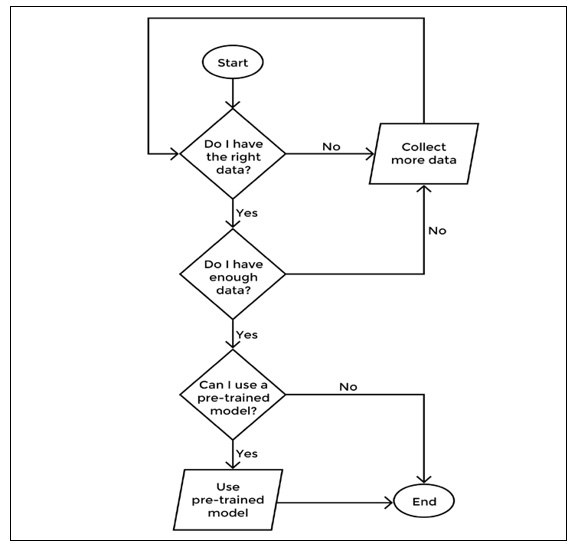 Start
Do I have
the right
data?
No
Collect
more data
Yes
Do I have
enough
data?
No
Yes
Can I use a
pre-trained
model?
No
Yes
Use
pre-trained
model
End